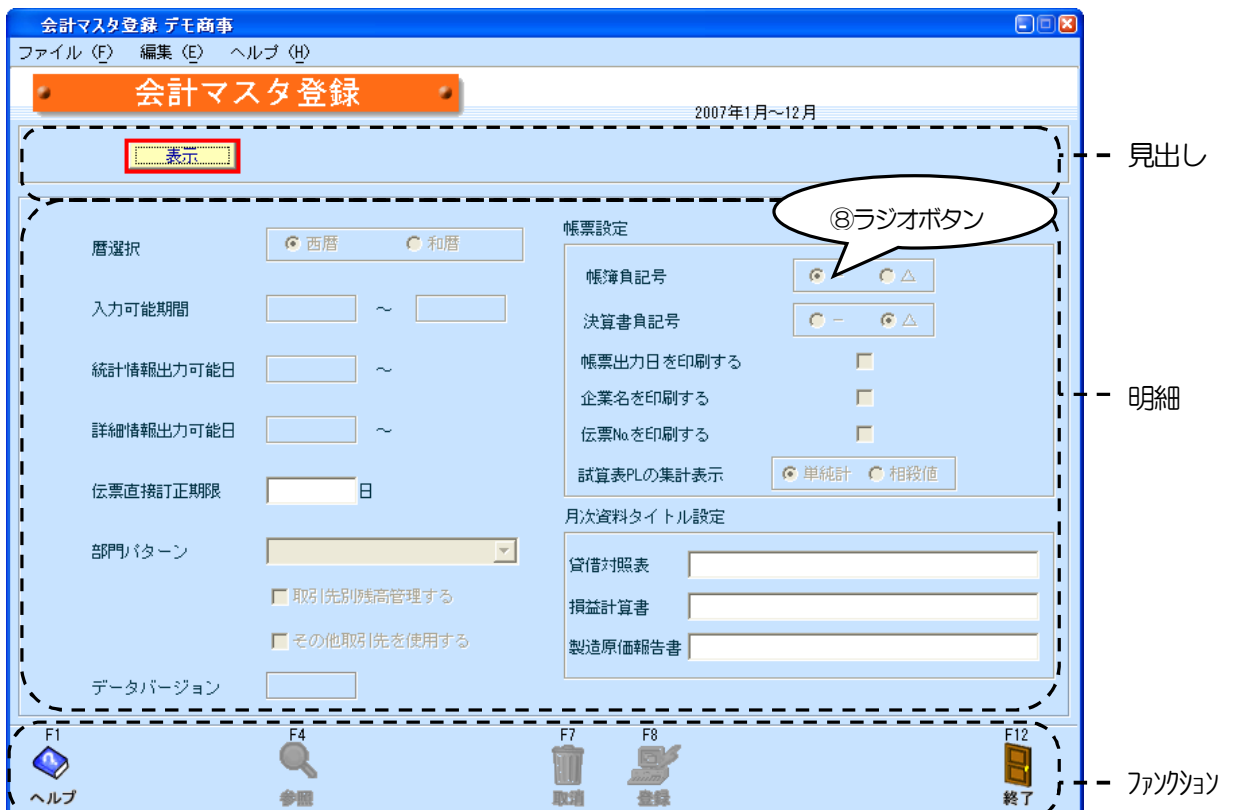 会計マスタ登録 デモ商事
ファイル (F) 編集 (E) ヘルプ (H)
会計マスタ登録
2007年1月～12月
表示
見出し
⑧ラジオボタン
暦選択
西暦 和暦
入力可能期間 ～
統計情報出力可能日 ～
詳細情報出力可能日 ～
伝票直接訂正期限 日
部門パターン
取引先別残高管理する
その他取引先を使用する
データバージョン
帳票設定
帳簿負記号 △
決算書負記号 － △
帳票出力日を印刷する
企業名を印刷する
伝票№を印刷する
試算表PLの集計表示 単純計 相殺値
月次資料タイトル設定
貸借対照表
損益計算書
製造原価報告書
明細
F1 F4 F7 F8 F12
ヘルプ 参照 取消 登録 終了
ファンクション